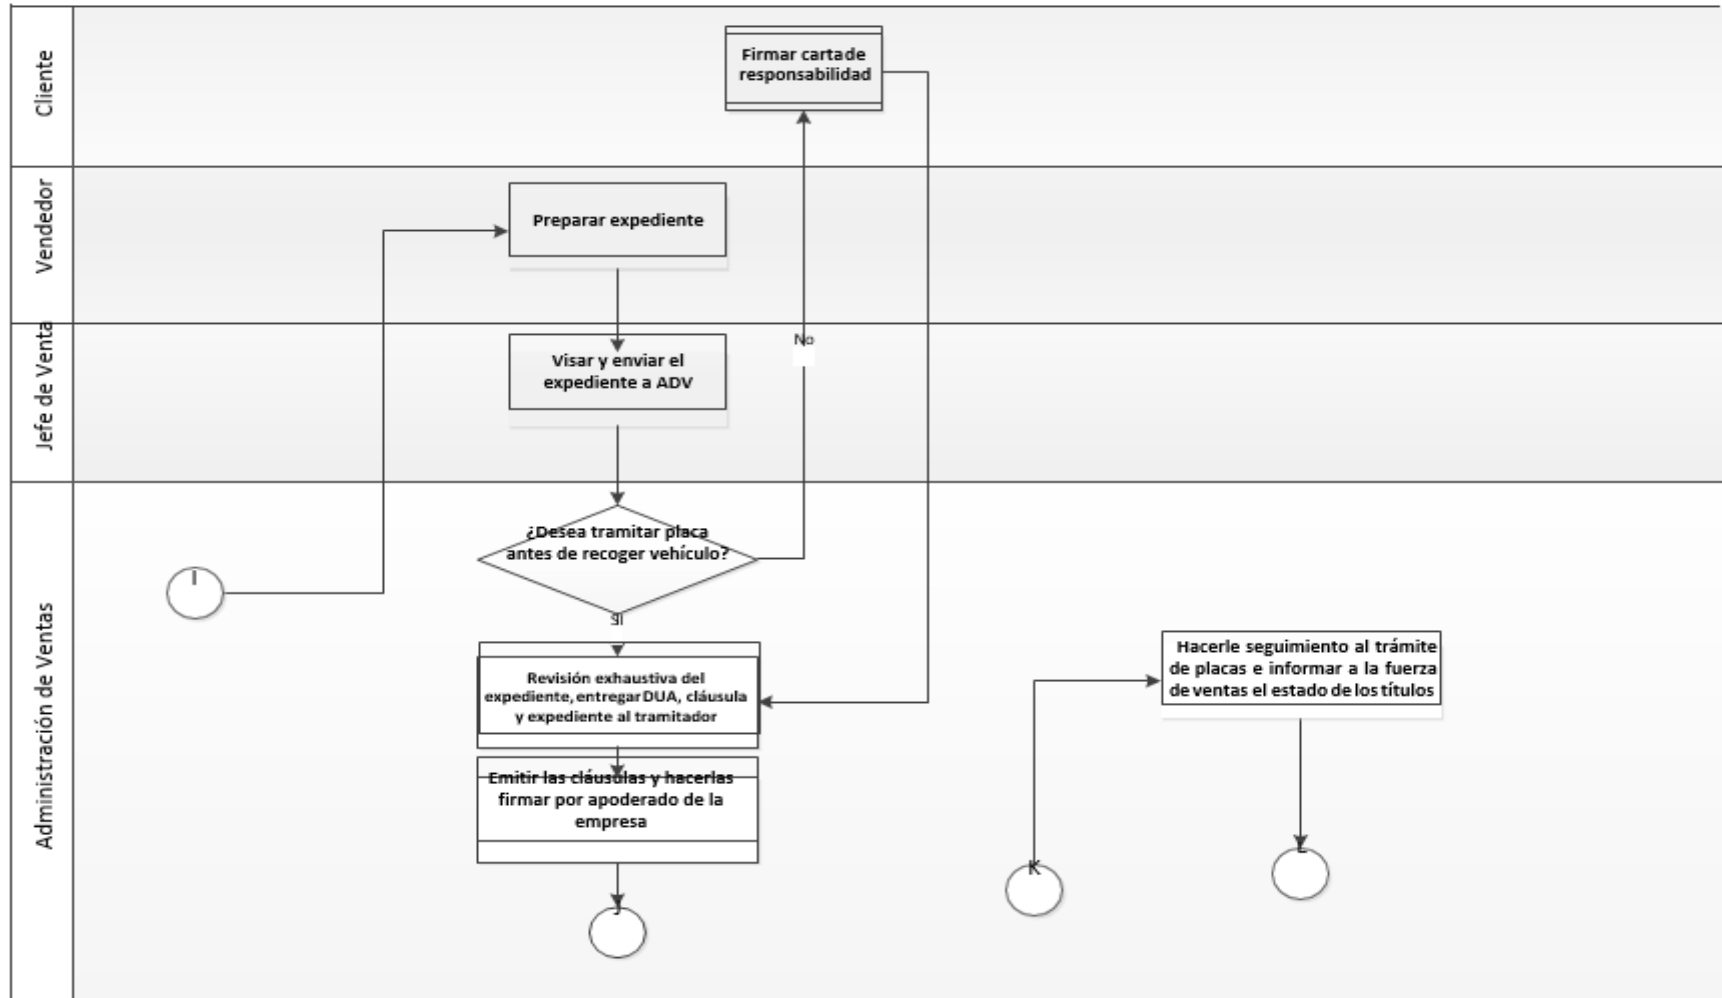 Cliente
Firmar carta de
responsabilidad
Vendedor
Preparar expediente
Jefe de Venta
No
Visar y enviar el
expediente a ADV
Administración de Ventas
¿Desea tramitar placa
antes de recoger vehículo?
I
SI
Revisión exhaustiva del
expediente, entregar DUA, cláusula
y expediente al tramitador
Emitir las cláusulas y hacerlas
firmar por apoderado de la
empresa
J
Hacerle seguimiento al trámite
de placas e informar a la fuerza
de ventas el estado de los títulos
K
L